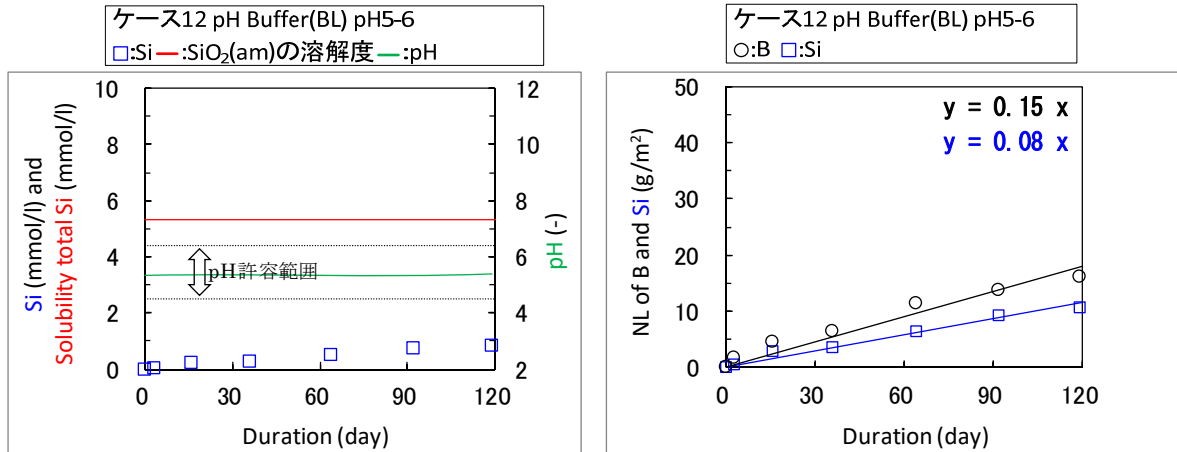 ケース12 pH Buffer(BL) pH5-6
□:Si―:SiO₂(am)の溶解度―:pH
Si (mmol/l) and
Solubility total Si (mmol/l)
10
8
6
4
2
0
12
10
8
6
4
2
pH (-)
pH許容範囲
0
30
60
90
120
Duration (day)
ケース12 pH Buffer(BL) pH5-6
○:B □:Si
NL of B and Si (g/m²)
50
40
30
20
10
0
y = 0.15 x
y = 0.08 x
0
30
60
90
120
Duration (day)